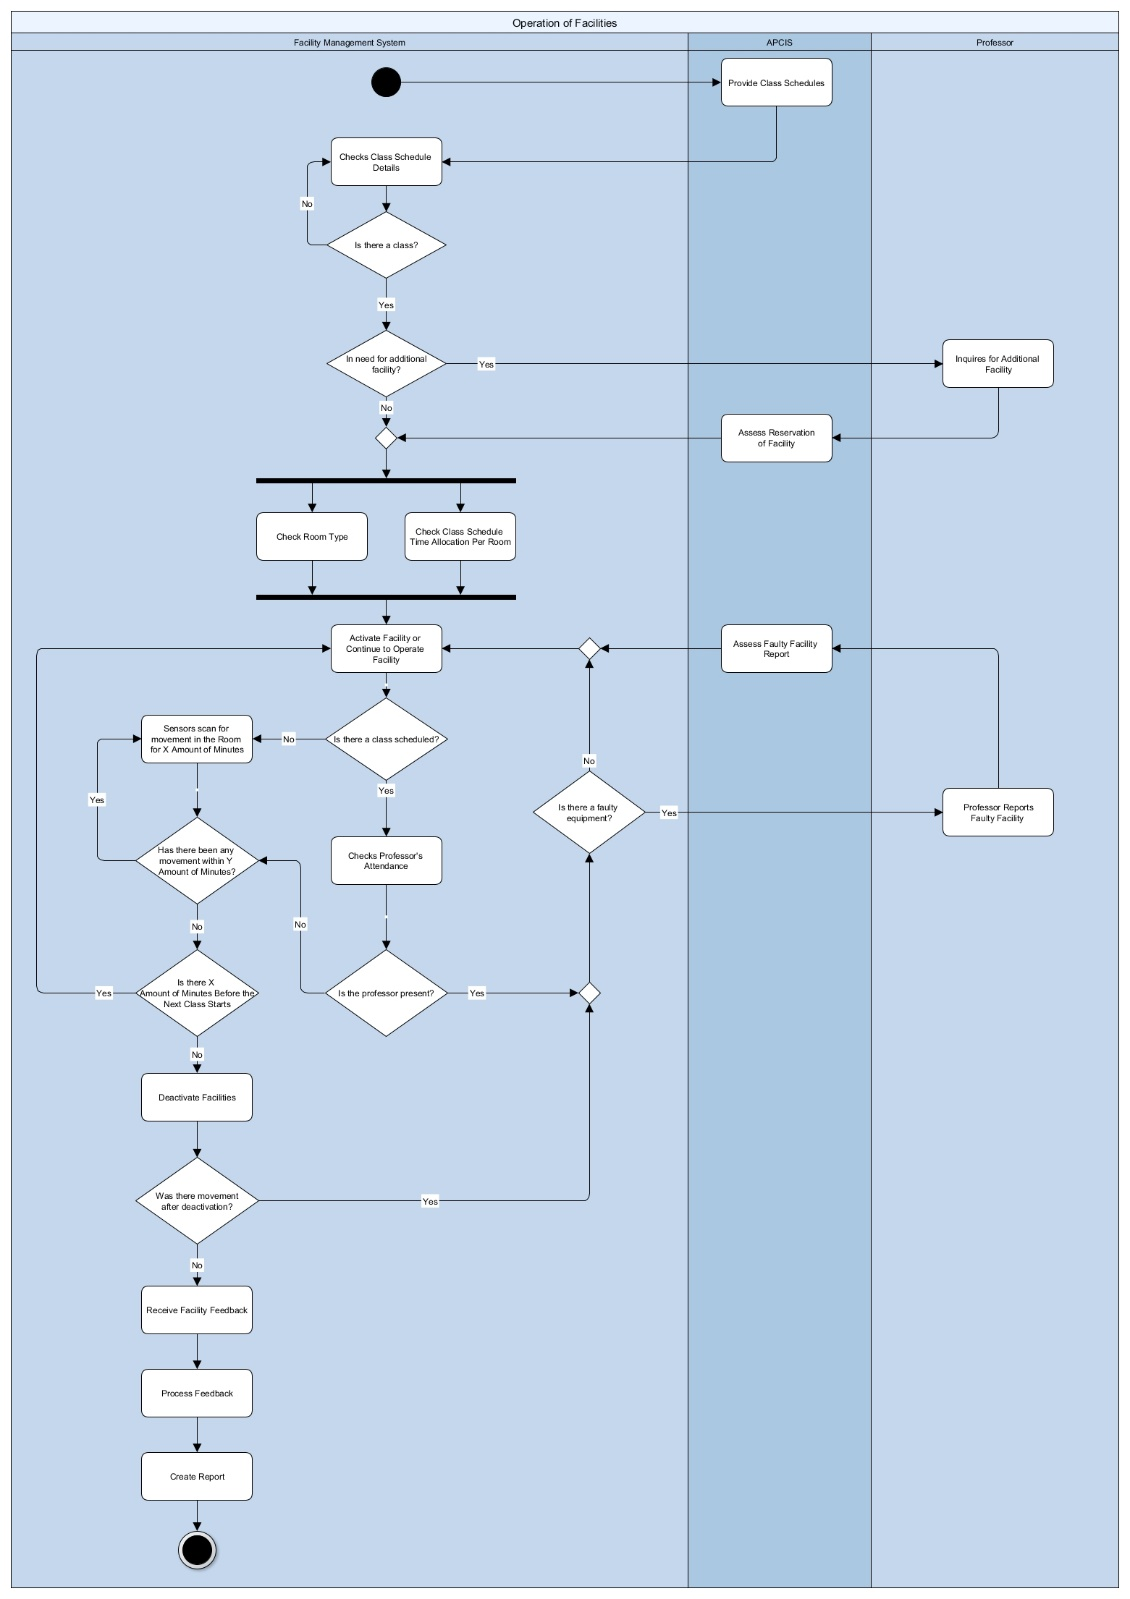 Operation of Facilities
Facility Management System
APCIS
Professor
Provide Class Schedules
Checks Class Schedule
Details
No
Is there a class?
Yes
In need for additional
facility?
Yes
Inquires for Additional
Facility
No
Assess Reservation
of Facility
Check Room Type
Check Class Schedule
Time Allocation Per Room
Activate Facility or
Continue to Operate
Facility
Assess Faulty Facility
Report
Sensors scan for
movement in the Room
for X Amount of Minutes
No
Is there a class scheduled?
No
Yes
Yes
Is there a faulty
equipment?
Yes
Professor Reports
Faulty Facility
Has there been any
movement within Y
Amount of Minutes?
Checks Professor's
Attendance
No
No
Is there X
Amount of Minutes Before the
Next Class Starts
Yes
Is the professor present?
Yes
No
Deactivate Facilities
Was there movement
after deactivation?
Yes
No
Receive Facility Feedback
Process Feedback
Create Report